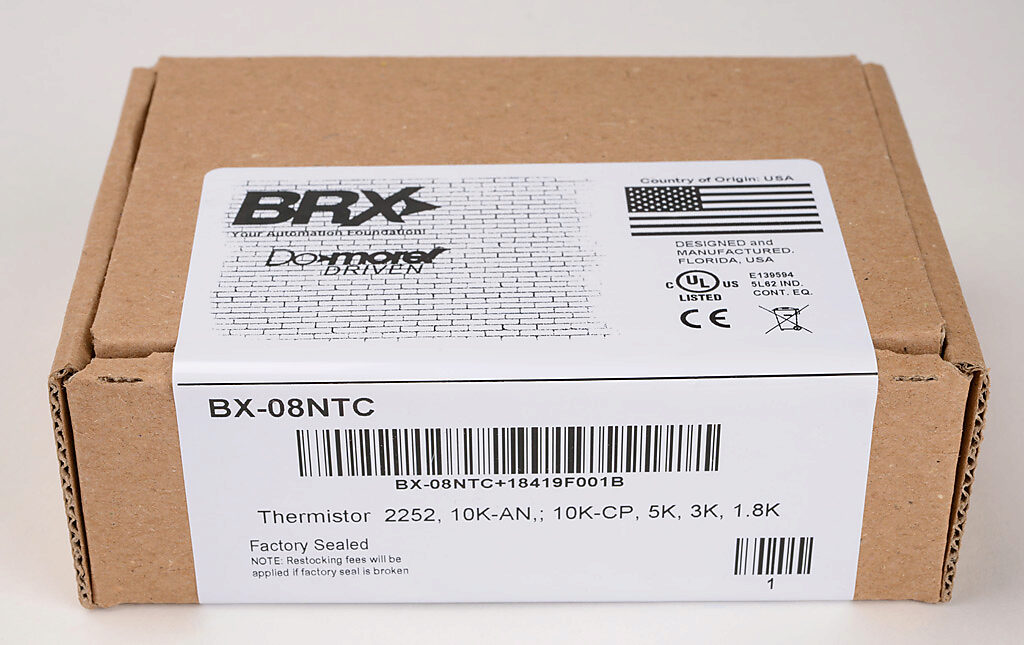 BRX
Your Automation Foundation!
Do-more!
DRIVEN
Country of Origin: USA
DESIGNED and
MANUFACTURED.
FLORIDA, USA
C UL US
LISTED
E139594
5L62 IND.
CONT. EQ.
CE
BX-08NTC
BX-08NTC+18419F001B
Thermistor 2252, 10K-AN,; 10K-CP, 5K, 3K, 1.8K
Factory Sealed
NOTE: Restocking fees will be
applied if factory seal is broken
1